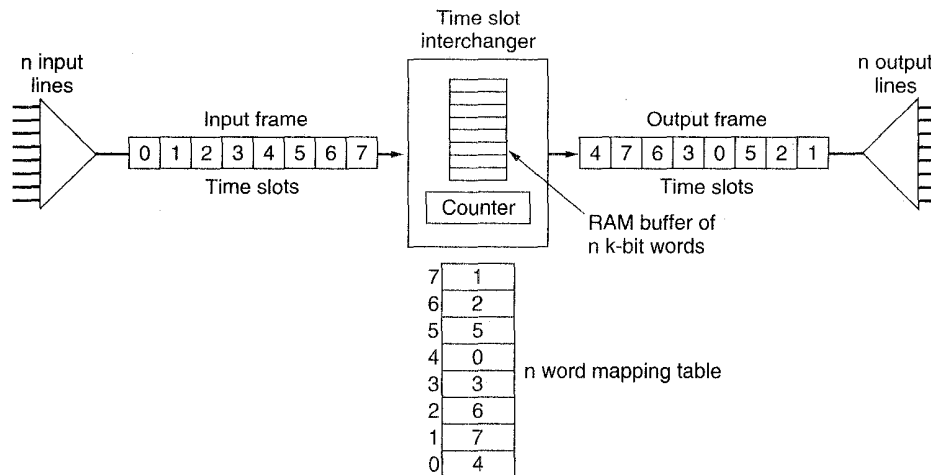 Time slot
interchanger
n input
lines
n output
lines
Input frame
0 1 2 3 4 5 6 7
Time slots
Output frame
4 7 6 3 0 5 2 1
Time slots
Counter
RAM buffer of
n k-bit words
7 1
6 2
5 5
4 0
3 3
2 6
1 7
0 4
n word mapping table